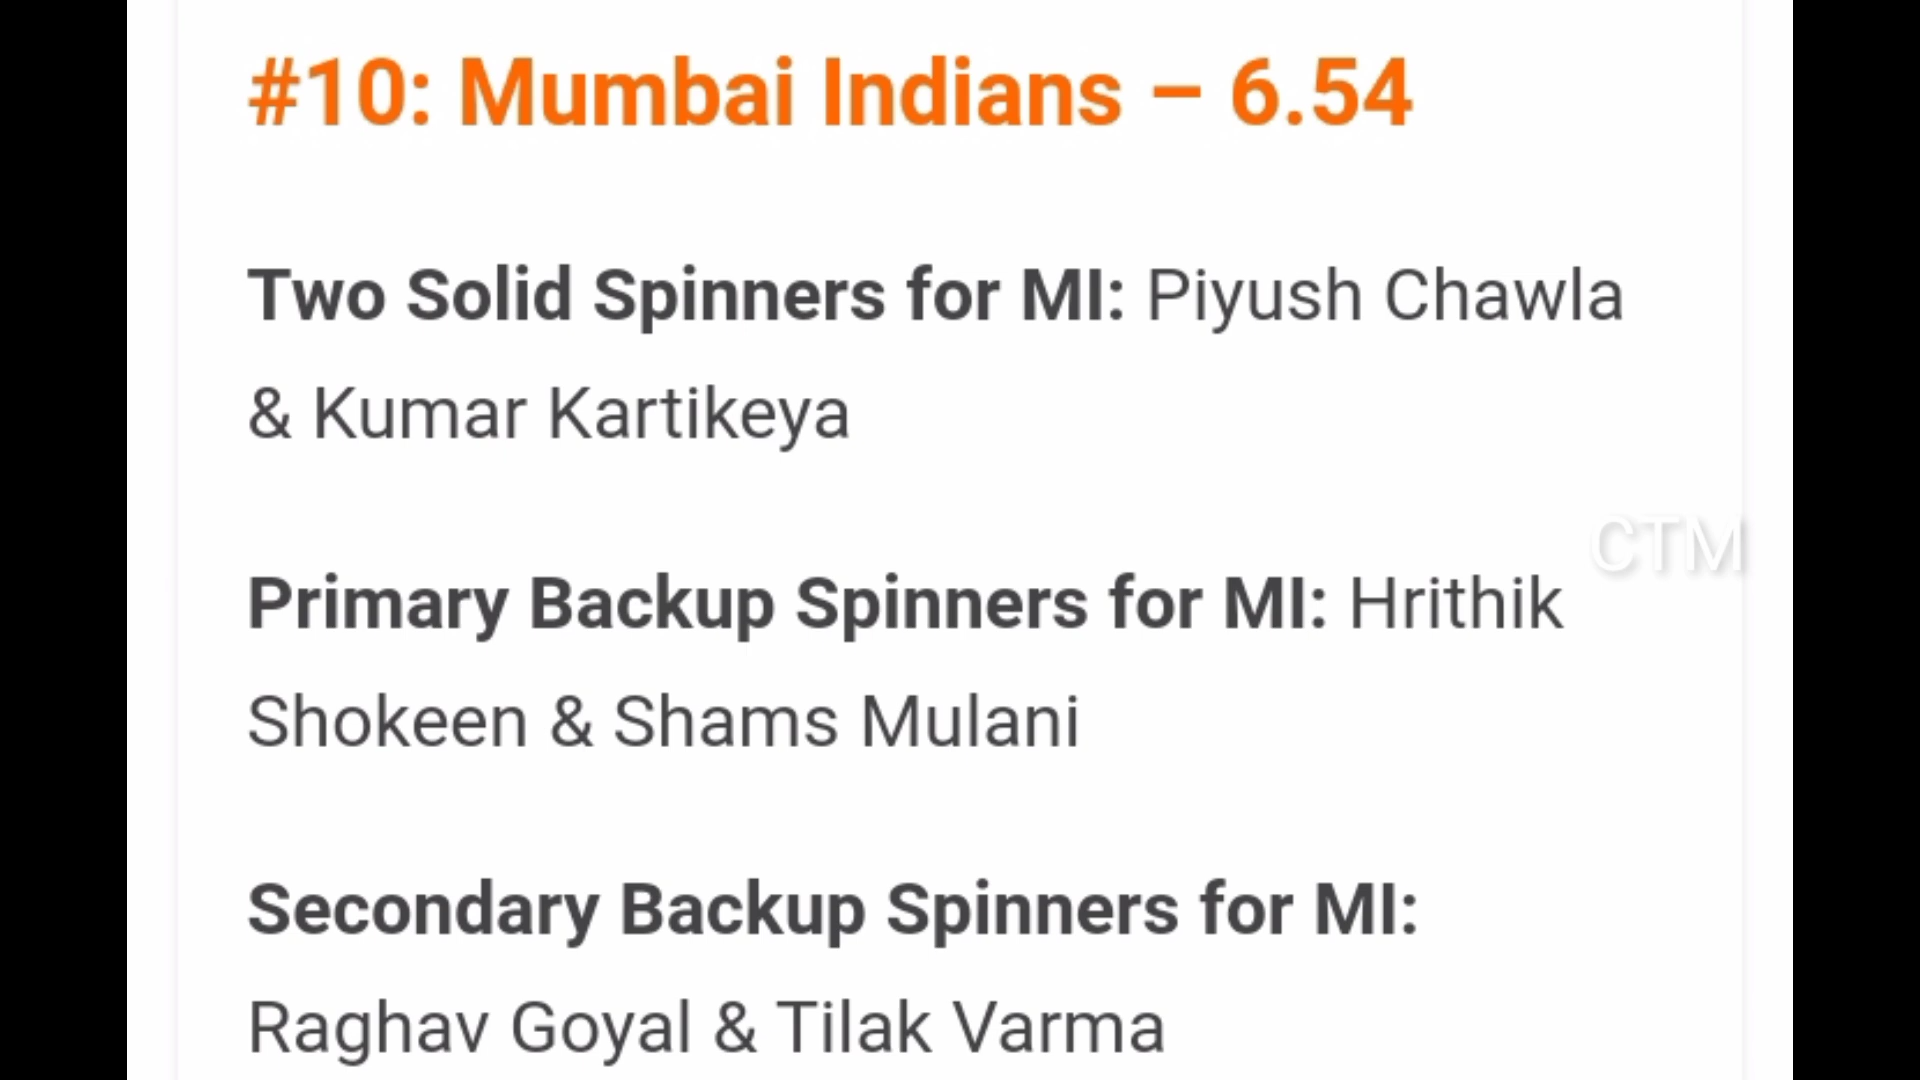 #10: Mumbai Indians – 6.54
Two Solid Spinners for MI: Piyush Chawla
& Kumar Kartikeya
CTM
Primary Backup Spinners for MI: Hrithik
Shokeen & Shams Mulani
Secondary Backup Spinners for MI:
Raghav Goyal & Tilak Varma